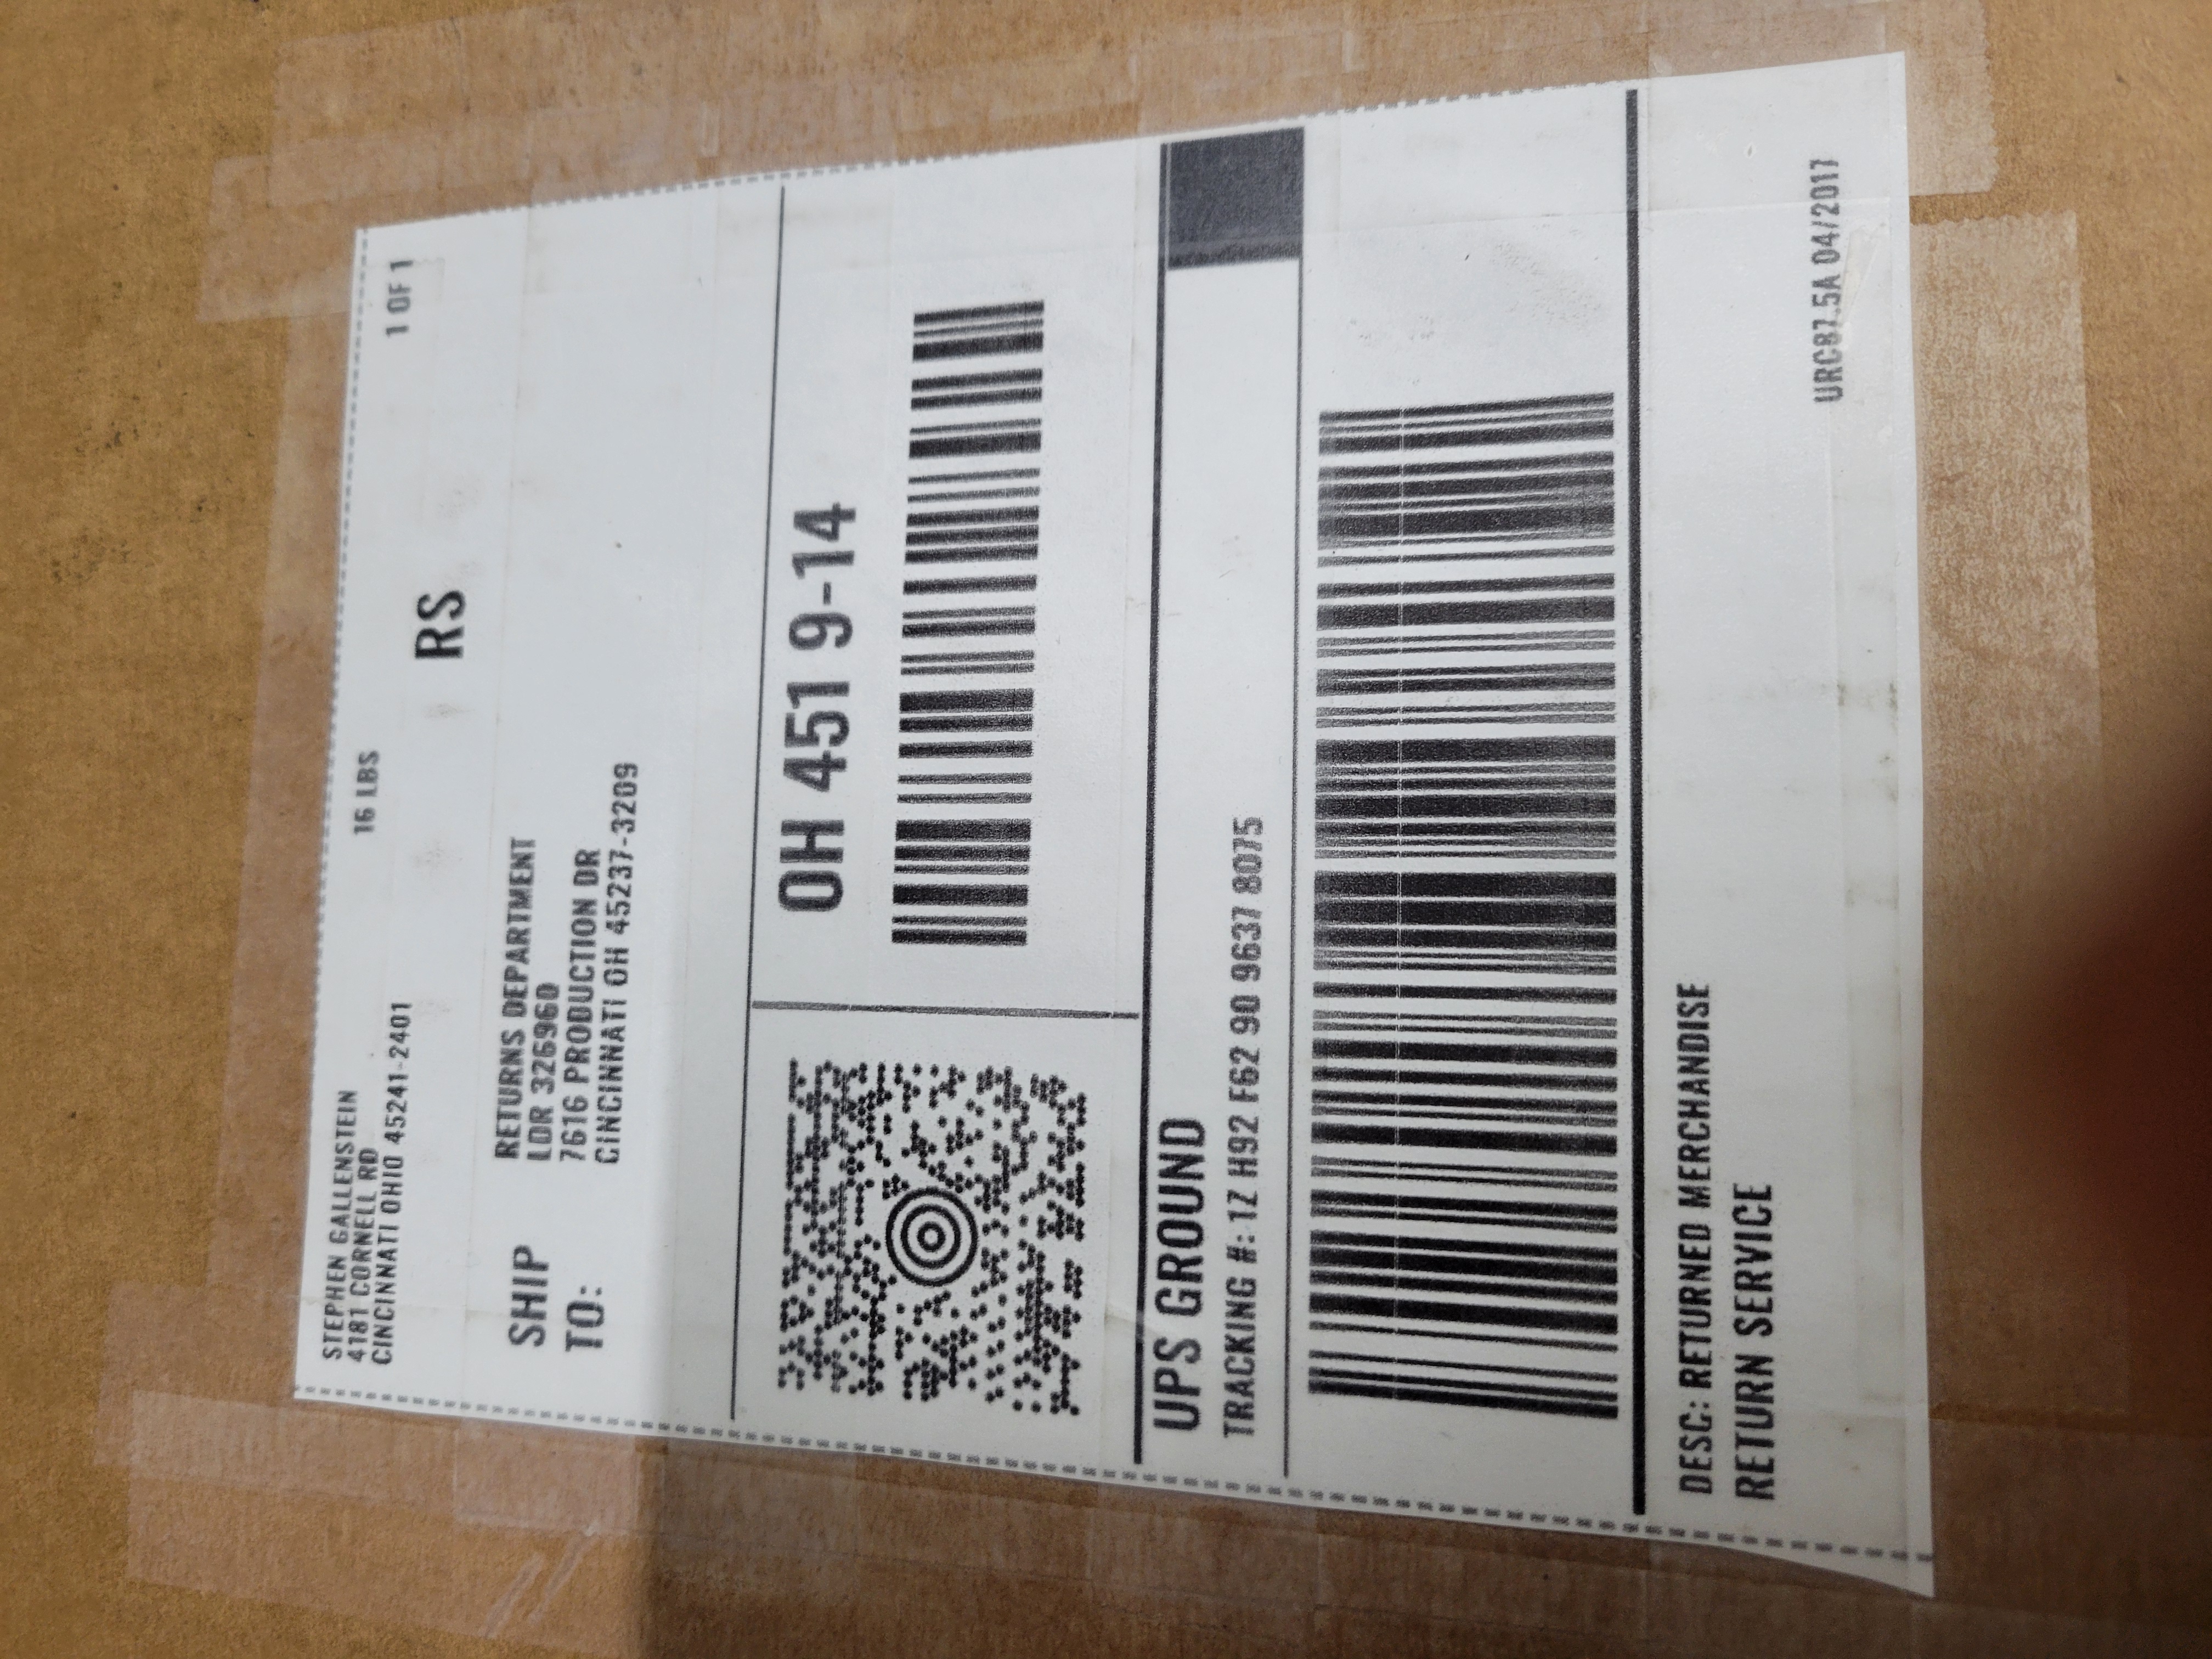 STEPHEN GALLENSTEIN
4181 CORNELL RD
CINCINNATI OHIO 45241-2401
16 LBS
1 OF 1
RS
SHIP
TO:
RETURNS DEPARTMENT
LDR 326960
7616 PRODUCTION DR
CINCINNATI OH 45237-3209
OH 451 9-14
UPS GROUND
TRACKING #: 1Z H92 F62 90 9637 8075
DESC: RETURNED MERCHANDISE
RETURN SERVICE
URC87.5A 04/2017